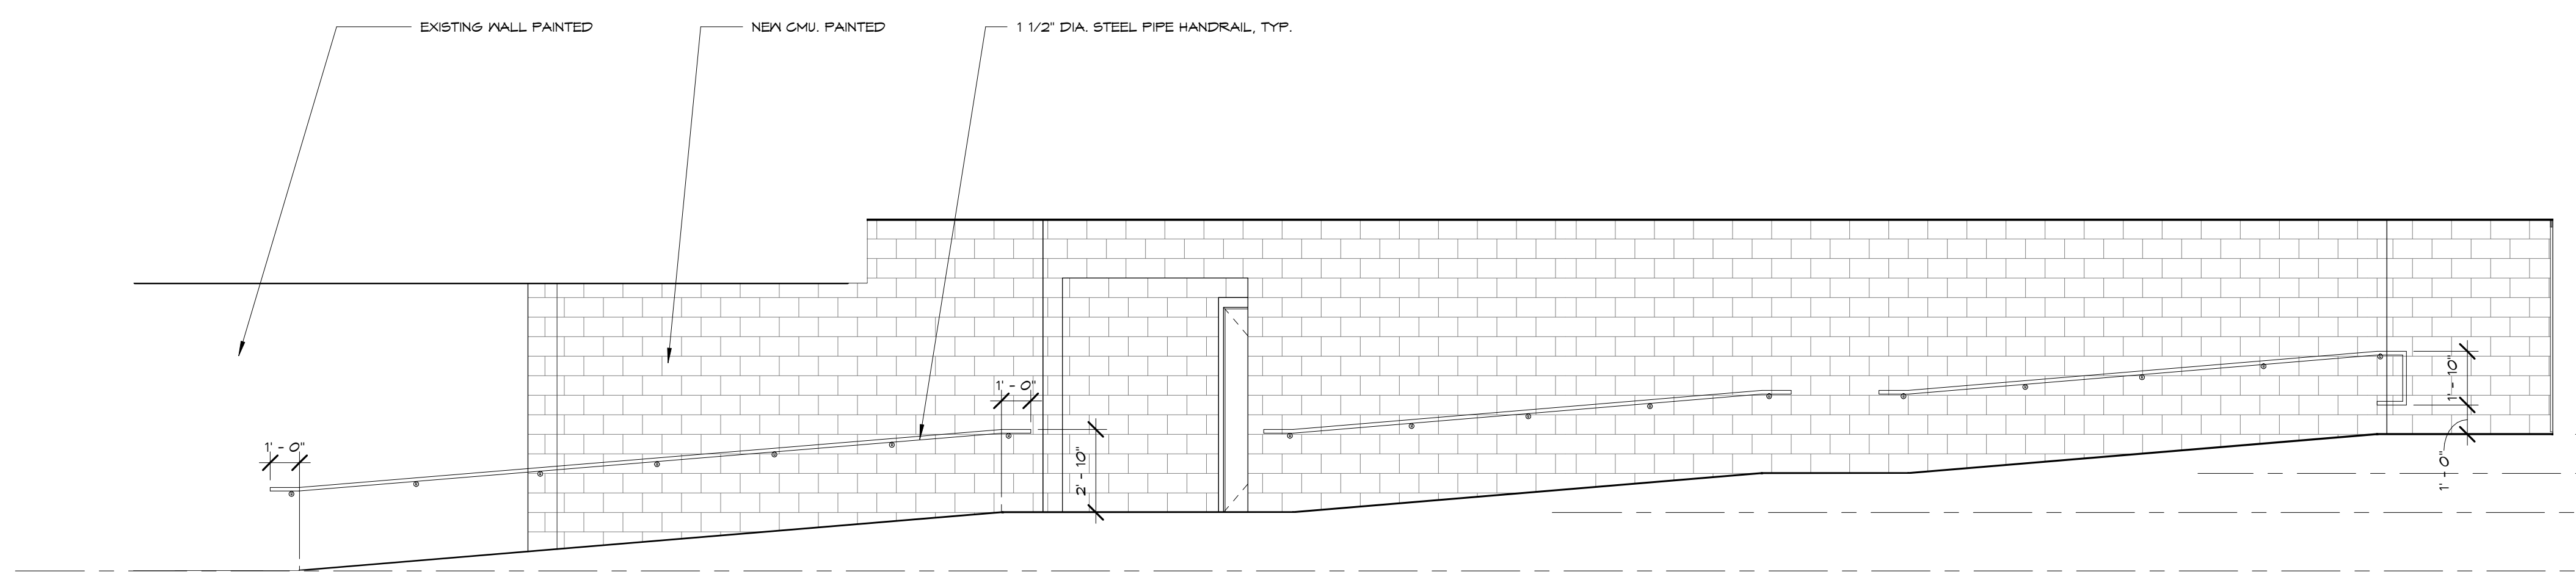 EXISTING WALL PAINTED
NEW CMU. PAINTED
1 1/2" DIA. STEEL PIPE HANDRAIL, TYP.
1' - 0"
1' - 0"
2' - 10"
1' - 10"
1' - 0"